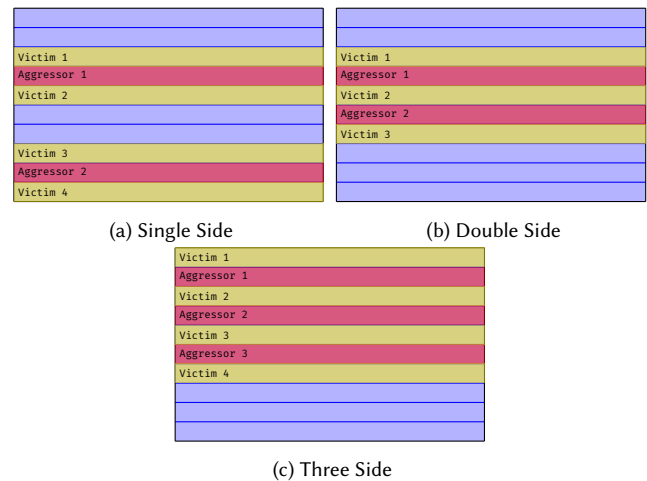 Victim 1
Aggressor 1
Victim 2
Victim 3
Aggressor 2
Victim 4
(a) Single Side
Victim 1
Aggressor 1
Victim 2
Aggressor 2
Victim 3
(b) Double Side
Victim 1
Aggressor 1
Victim 2
Aggressor 2
Victim 3
Aggressor 3
Victim 4
(c) Three Side